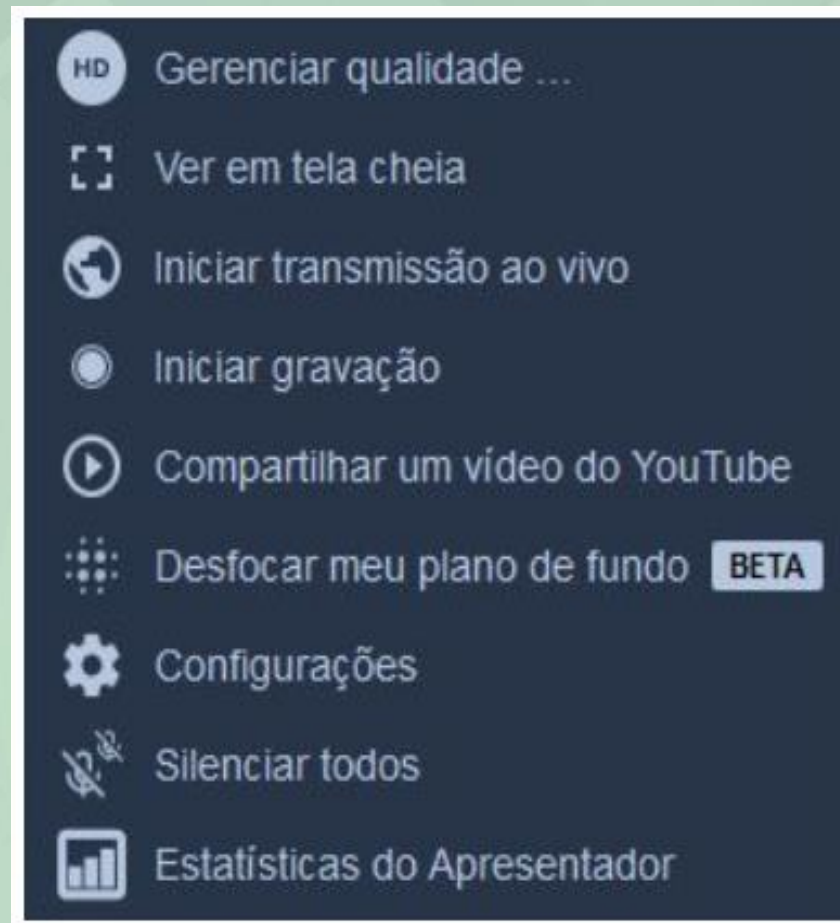 HD Gerenciar qualidade ...
Ver em tela cheia
Iniciar transmissão ao vivo
Iniciar gravação
Compartilhar um vídeo do YouTube
Desfocar meu plano de fundo BETA
Configurações
Silenciar todos
Estatísticas do Apresentador